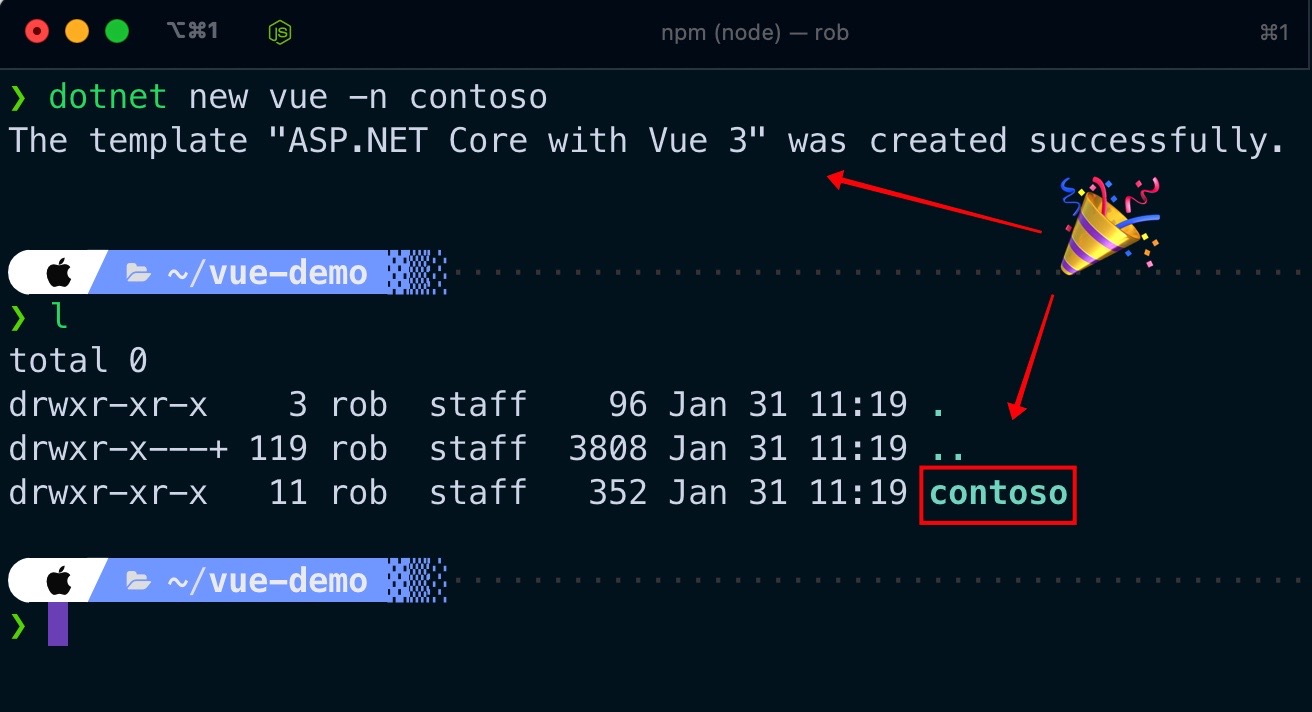 ⌥⌘1 JS npm (node) — rob ⌘1
❯ dotnet new vue -n contoso
The template "ASP.NET Core with Vue 3" was created successfully.
~/vue-demo
❯ l
total 0
drwxr-xr-x    3 rob  staff    96 Jan 31 11:19 .
drwxr-x---+ 119 rob  staff  3808 Jan 31 11:19 ..
drwxr-xr-x   11 rob  staff   352 Jan 31 11:19 contoso
~/vue-demo
❯